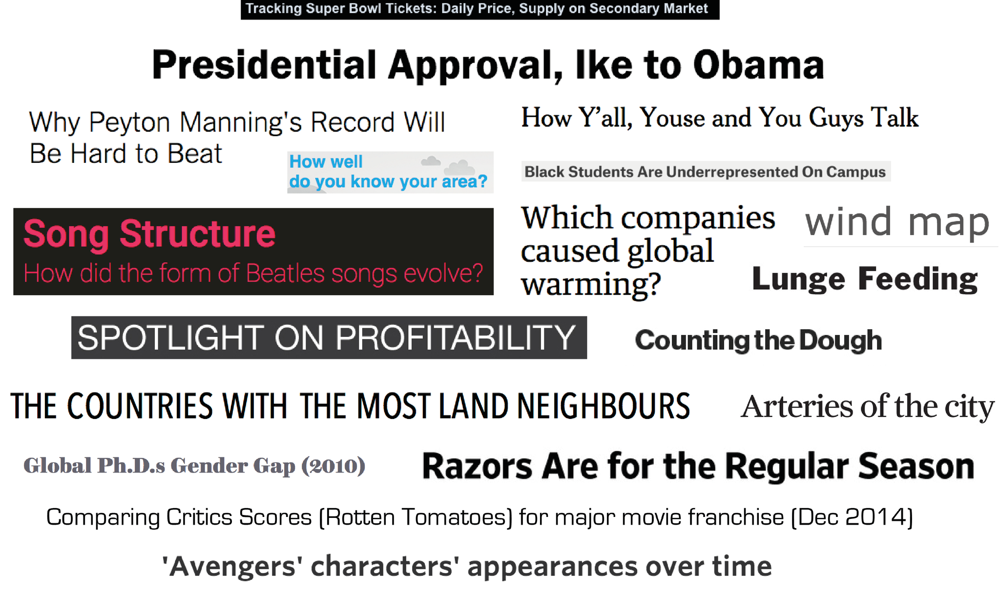 Tracking Super Bowl Tickets: Daily Price, Supply on Secondary Market
Presidential Approval, Ike to Obama
Why Peyton Manning's Record Will
Be Hard to Beat
How Y’all, Youse and You Guys Talk
How well
do you know your area?
Black Students Are Underrepresented On Campus
Song Structure
How did the form of Beatles songs evolve?
Which companies
caused global
warming?
wind map
Lunge Feeding
SPOTLIGHT ON PROFITABILITY
Counting the Dough
THE COUNTRIES WITH THE MOST LAND NEIGHBOURS
Arteries of the city
Global Ph.D.s Gender Gap (2010)
Razors Are for the Regular Season
Comparing Critics Scores (Rotten Tomatoes) for major movie franchise (Dec 2014)
'Avengers' characters' appearances over time